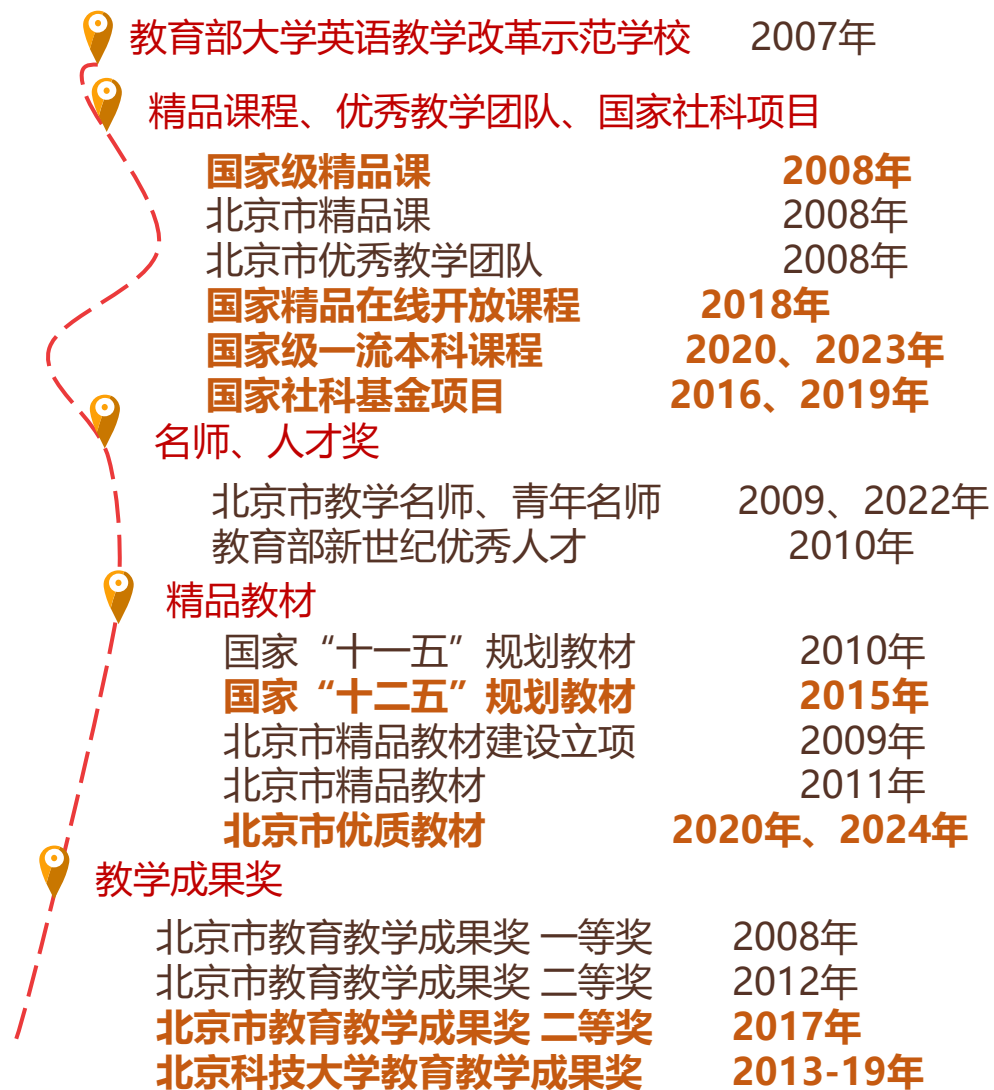 教育部大学英语教学改革示范学校 2007年
精品课程、优秀教学团队、国家社科项目
国家级精品课 2008年
北京市精品课 2008年
北京市优秀教学团队 2008年
国家精品在线开放课程 2018年
国家级一流本科课程 2020、2023年
国家社科基金项目 2016、2019年
名师、人才奖
北京市教学名师、青年名师 2009、2022年
教育部新世纪优秀人才 2010年
精品教材
国家“十一五”规划教材 2010年
国家“十二五”规划教材 2015年
北京市精品教材建设立项 2009年
北京市精品教材 2011年
北京市优质教材 2020年、2024年
教学成果奖
北京市教育教学成果奖 一等奖 2008年
北京市教育教学成果奖 二等奖 2012年
北京市教育教学成果奖 二等奖 2017年
北京科技大学教育教学成果奖 2013-19年